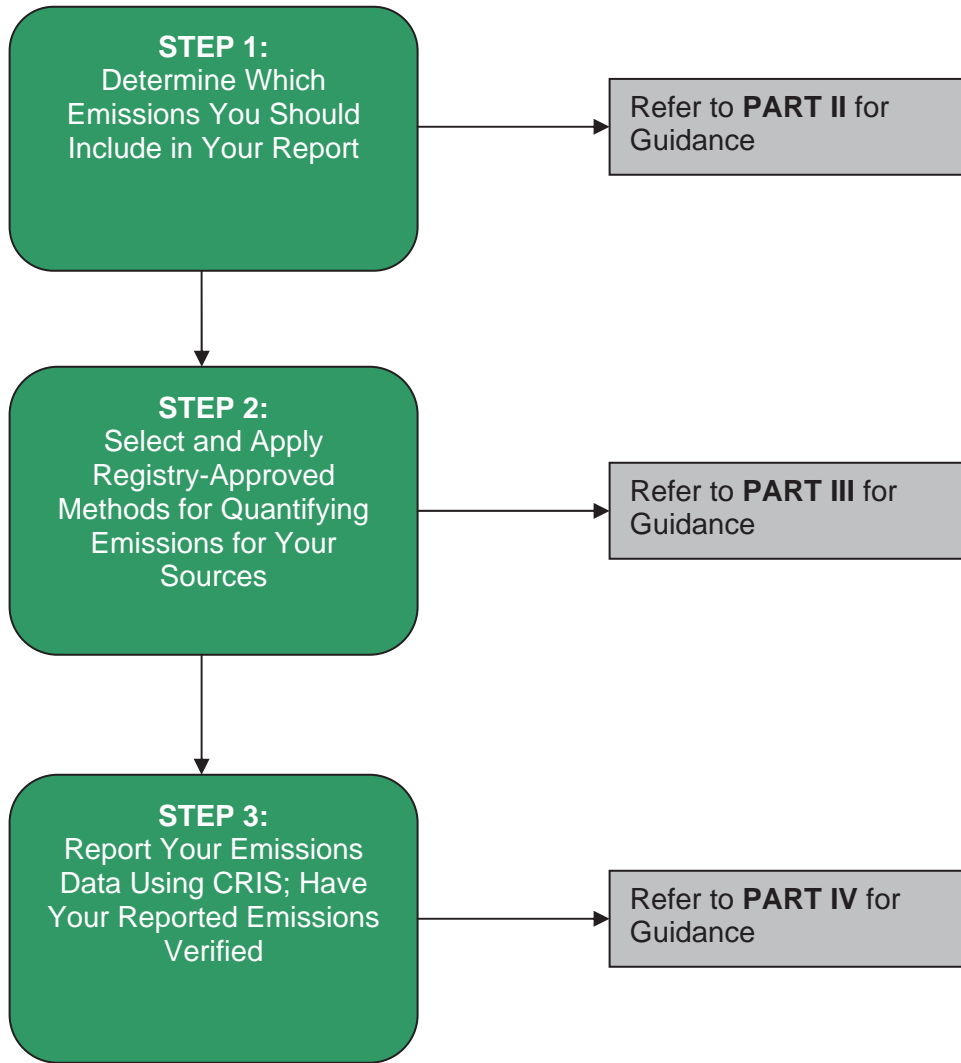 STEP 1:
Determine Which
Emissions You Should
Include in Your Report
Refer to PART II for
Guidance
STEP 2:
Select and Apply
Registry-Approved
Methods for Quantifying
Emissions for Your
Sources
Refer to PART III for
Guidance
STEP 3:
Report Your Emissions
Data Using CRIS; Have
Your Reported Emissions
Verified
Refer to PART IV for
Guidance